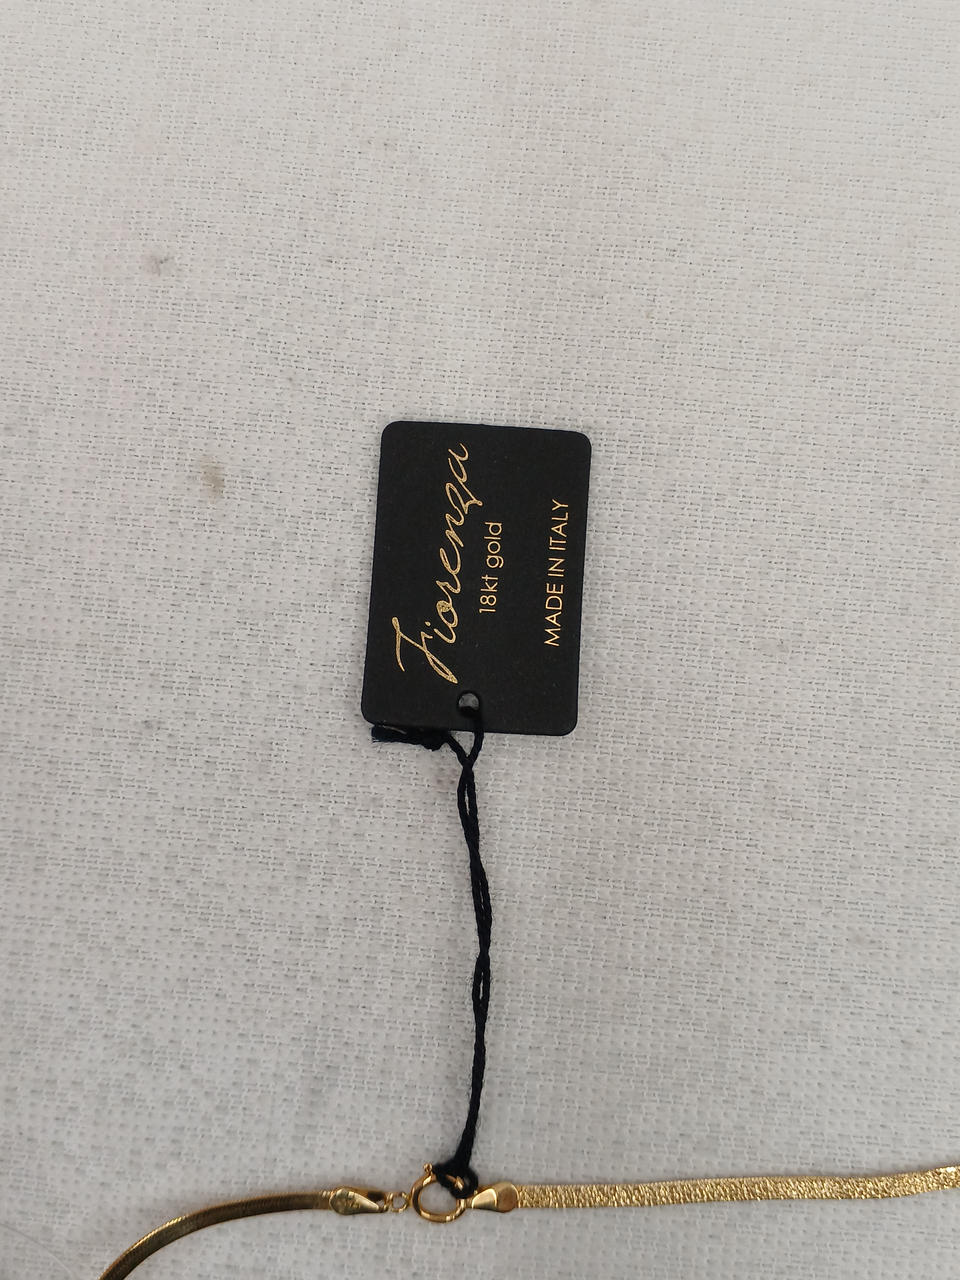 Fiorenza
18kt gold
MADE IN ITALY